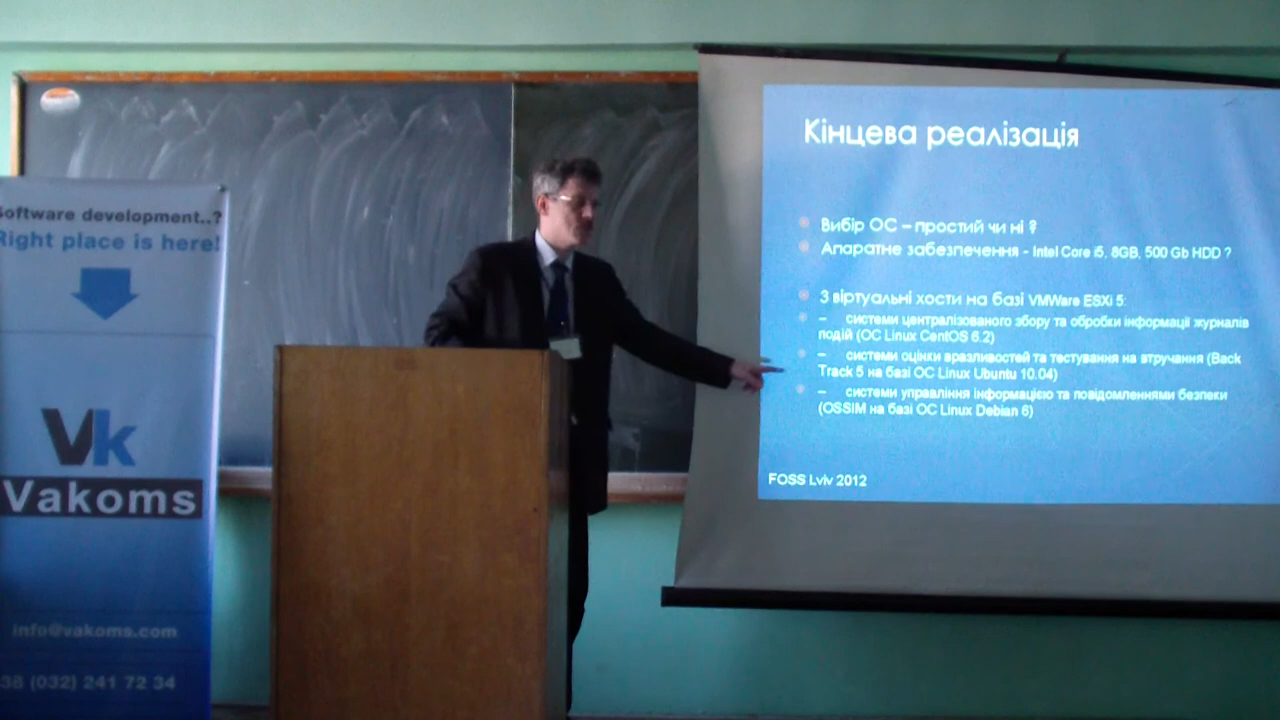 Software development..?
Right place is here!
Vk
Vakoms
info@vakoms.com
38 (032) 241 72 34
Кінцева реалізація
Вибір ОС – простий чи ні ?
Апаратне забезпечення - Intel Core i5, 8GB, 500 Gb HDD ?
3 віртуальні хости на базі VMWare ESXi 5:
– системи централізованого збору та обробки інформації журналів
подій (ОС Linux CentOS 6.2)
– системи оцінки вразливостей та тестування на втручання (Back
Track 5 на базі ОС Linux Ubuntu 10.04)
– системи управління інформацією та повідомленнями безпеки
(OSSIM на базі ОС Linux Debian 6)
FOSS Lviv 2012